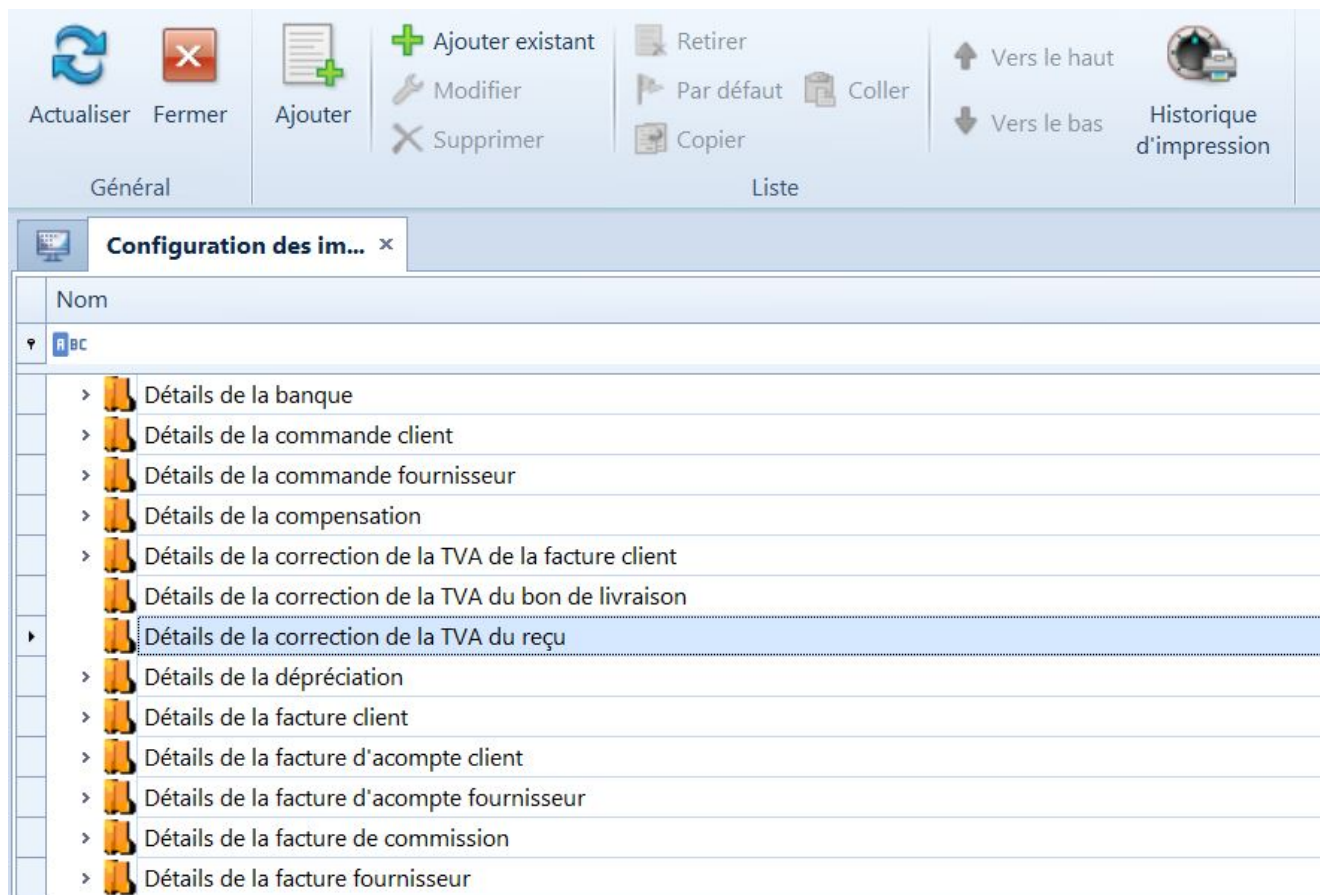 Actualiser
Fermer
Ajouter
Ajouter existant
Modifier
Supprimer
Retirer
Par défaut
Coller
Copier
Vers le haut
Vers le bas
Historique
d'impression
Général
Liste
Configuration des im... ×
Nom
ABC
Détails de la banque
Détails de la commande client
Détails de la commande fournisseur
Détails de la compensation
Détails de la correction de la TVA de la facture client
Détails de la correction de la TVA du bon de livraison
Détails de la correction de la TVA du reçu
Détails de la dépréciation
Détails de la facture client
Détails de la facture d'acompte client
Détails de la facture d'acompte fournisseur
Détails de la facture de commission
Détails de la facture fournisseur